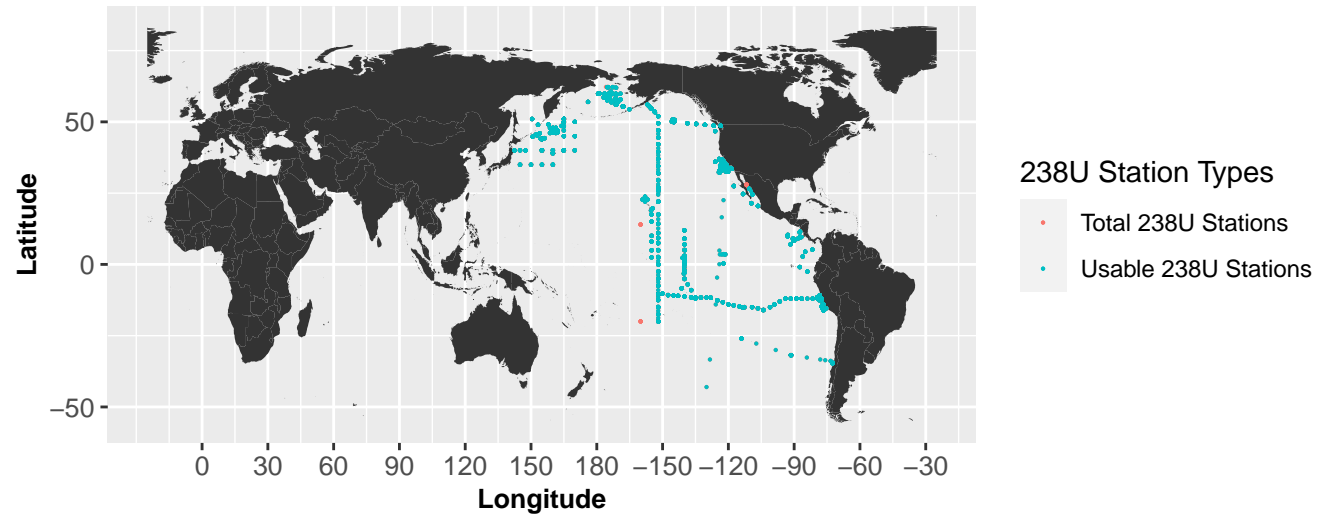 50
0
−50
Latitude
0 30 60 90 120 150 180 −150 −120 −90 −60 −30
Longitude
238U Station Types
Total 238U Stations
Usable 238U Stations